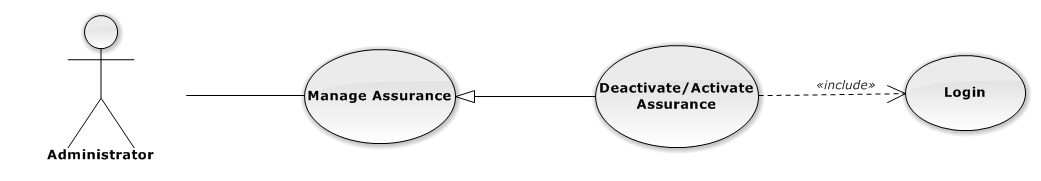 Administrator
Manage Assurance
Deactivate/Activate
Assurance
«include»
Login